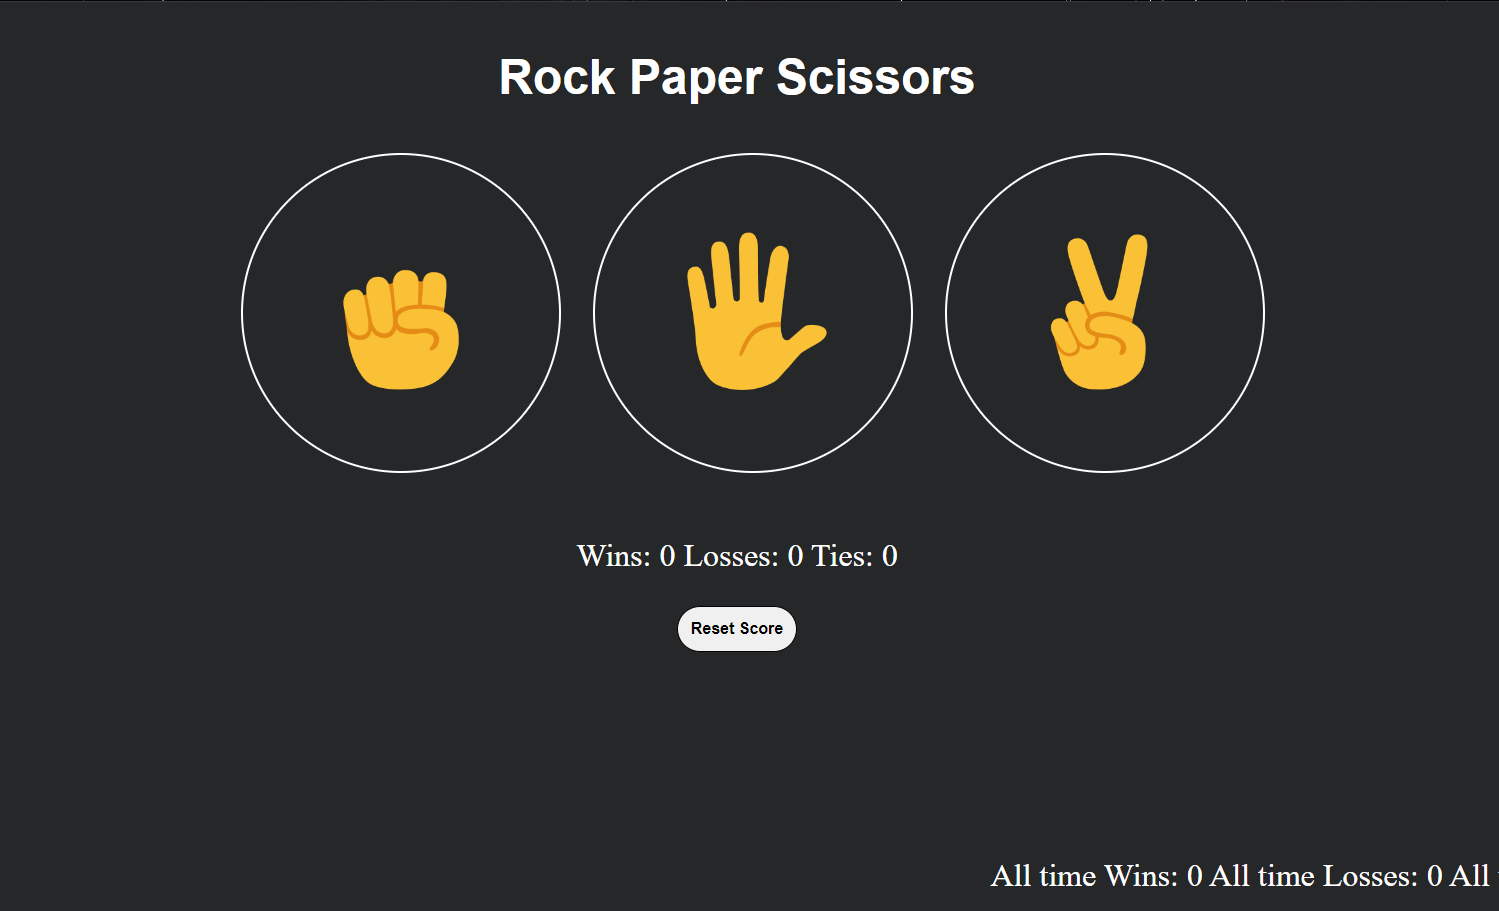 Rock Paper Scissors
Wins: 0 Losses: 0 Ties: 0
Reset Score
All time Wins: 0 All time Losses: 0 All